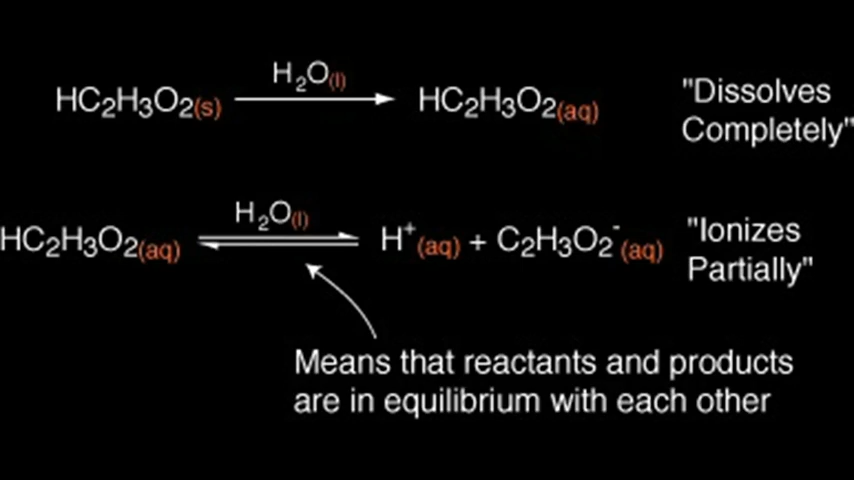 H₂O(l)
HC₂H₃O₂(s) → HC₂H₃O₂(aq)
"Dissolves
Completely"
H₂O(l)
HC₂H₃O₂(aq) ⇌ H⁺(aq) + C₂H₃O₂⁻(aq)
"Ionizes
Partially"
Means that reactants and products
are in equilibrium with each other